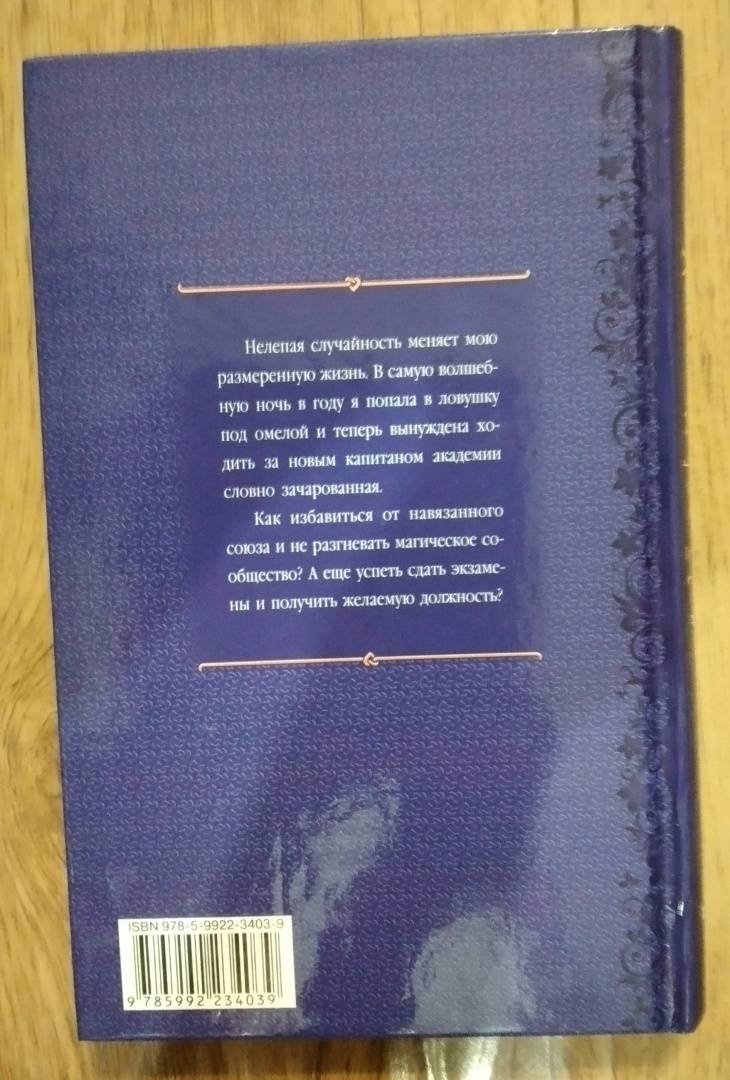 Нелепая случайность меняет мою
размеренную жизнь. В самую волшеб-
ную ночь в году я попала в ловушку
под омелой и теперь вынуждена хо-
дить за новым капитаном академии
словно зачарованная.
Как избавиться от навязанного
союза и не разгневать магическое со-
общество? А еще успеть сдать экзаме-
ны и получить желаемую должность?
ISBN 978-5-9922-3403-9
9 785992 234039